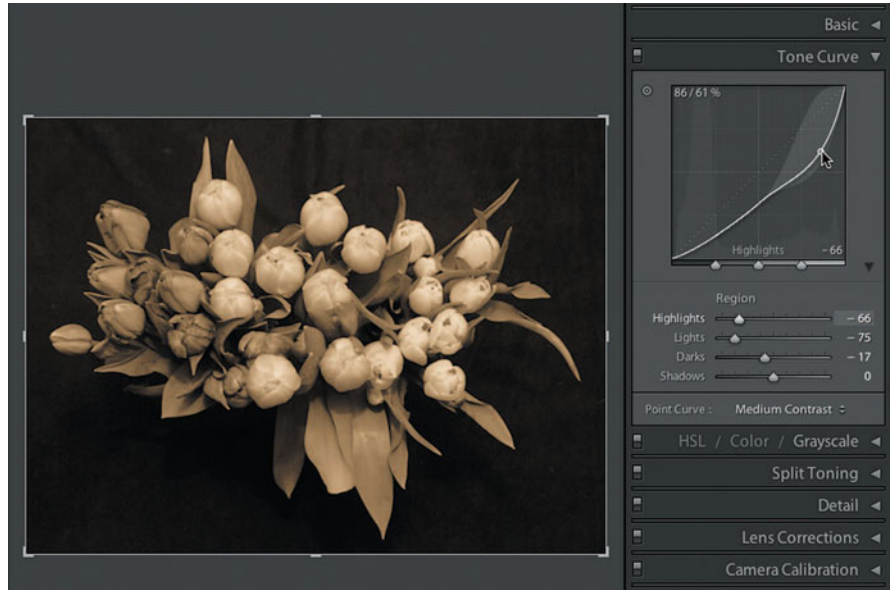 Basic
Tone Curve
86 / 61 %
Highlights – 66
Region
Highlights – 66
Lights – 75
Darks – 17
Shadows 0
Point Curve : Medium Contrast
HSL / Color / Grayscale
Split Toning
Detail
Lens Corrections
Camera Calibration